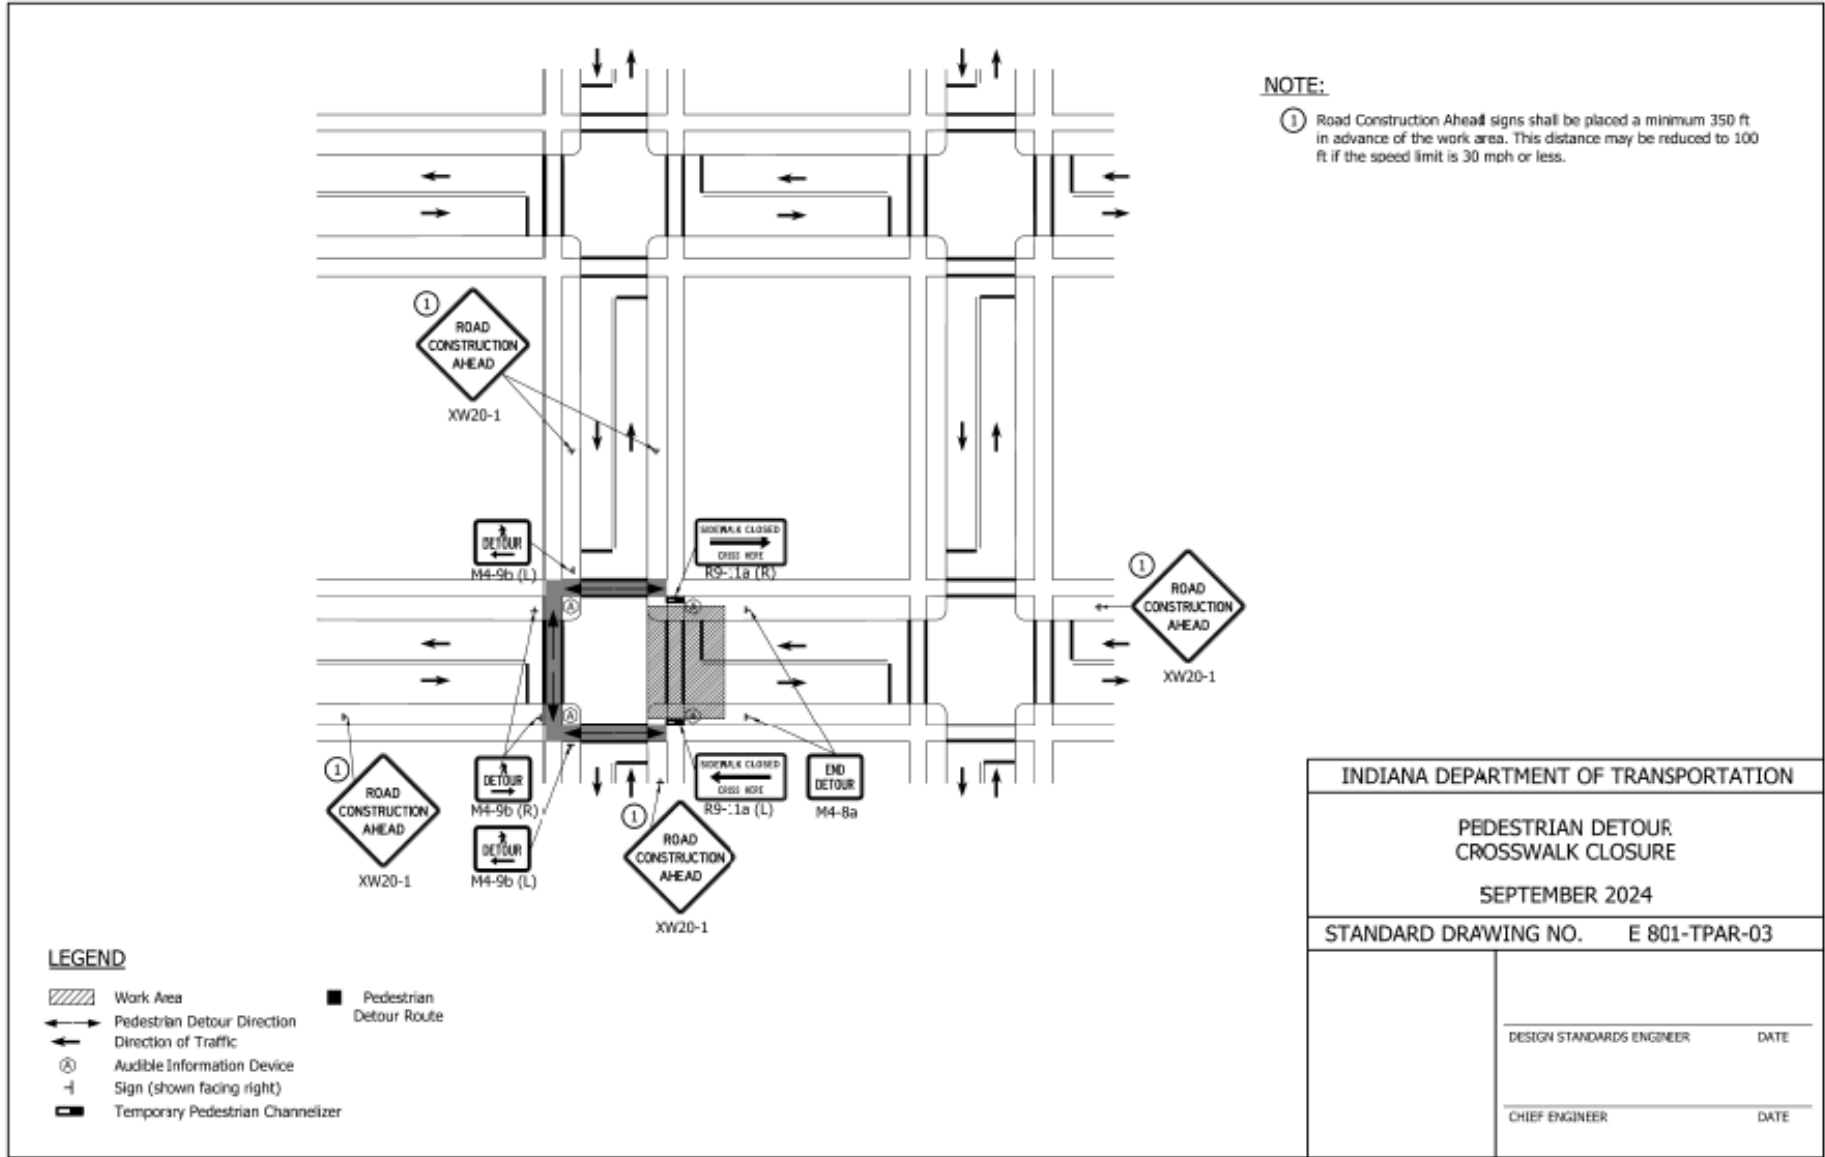 NOTE:
1 Road Construction Ahead signs shall be placed a minimum 350 ft
in advance of the work area. This distance may be reduced to 100
ft if the speed limit is 30 mph or less.
1
ROAD
CONSTRUCTION
AHEAD
XW20-1
DETOUR
M4-9b (L)
SIDEWALK CLOSED
CROSS HERE
R9-11a (R)
1
ROAD
CONSTRUCTION
AHEAD
XW20-1
A
A
A
A
1
ROAD
CONSTRUCTION
AHEAD
XW20-1
DETOUR
M4-9b (R)
DETOUR
M4-9b (L)
SIDEWALK CLOSED
CROSS HERE
R9-11a (L)
END
DETOUR
M4-8a
1
ROAD
CONSTRUCTION
AHEAD
XW20-1
LEGEND
Work Area
Pedestrian Detour Direction
Direction of Traffic
A Audible Information Device
Sign (shown facing right)
Temporary Pedestrian Channelizer
Pedestrian
Detour Route
INDIANA DEPARTMENT OF TRANSPORTATION
PEDESTRIAN DETOUR
CROSSWALK CLOSURE
SEPTEMBER 2024
STANDARD DRAWING NO. E 801-TPAR-03
DESIGN STANDARDS ENGINEER DATE
CHIEF ENGINEER DATE